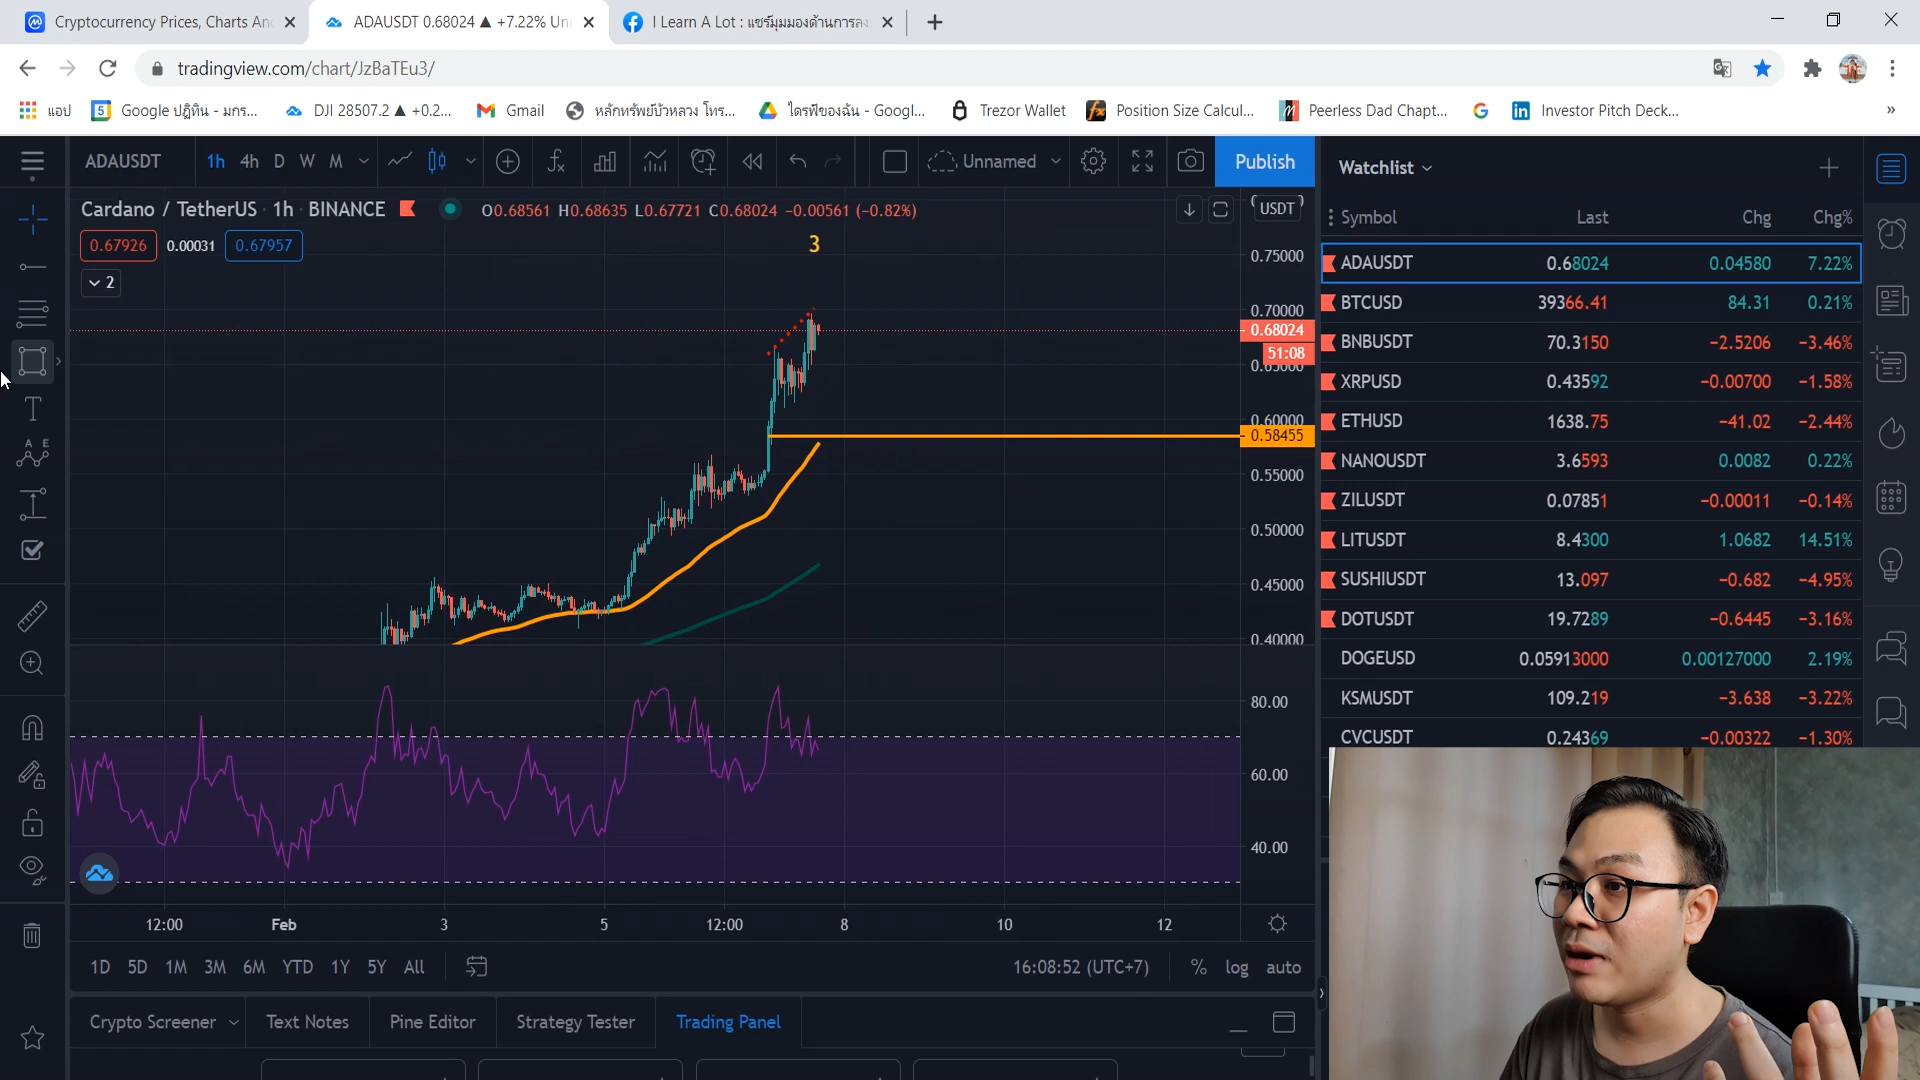 Cryptocurrency Prices, Charts An
ADAUSDT 0.68024 ▲ +7.22% Un
I Learn A Lot : แชร์มุมมองด้านการลง
tradingview.com/chart/JzBaTEu3/
แอป
5 Google ปฏิทิน - มกร...
DJI 28507.2 ▲ +0.2...
Gmail
หลักทรัพย์บัวหลวง โทร...
ไดรฟ์ของฉัน - Googl...
Trezor Wallet
fx Position Size Calcul...
Peerless Dad Chapt...
G
in Investor Pitch Deck...
»
ADAUSDT 1h 4h D W M Unnamed Publish
Cardano / TetherUS · 1h · BINANCE O0.68561 H0.68635 L0.67721 C0.68024 −0.00561 (−0.82%)
USDT
0.67926 0.00031 0.67957
2
3
0.75000
0.70000
0.68024
51:08
0.65000
0.60000
0.58455
0.55000
0.50000
0.45000
0.40000
80.00
60.00
40.00
12:00 Feb 3 5 12:00 8 10 12
1D 5D 1M 3M 6M YTD 1Y 5Y All
16:08:52 (UTC+7) % log auto
Crypto Screener Text Notes Pine Editor Strategy Tester Trading Panel
T
A E
Watchlist
Symbol Last Chg Chg%
ADAUSDT 0.68024 0.04580 7.22%
BTCUSD 39366.41 84.31 0.21%
BNBUSDT 70.3150 −2.5206 −3.46%
XRPUSD 0.43592 −0.00700 −1.58%
ETHUSD 1638.75 −41.02 −2.44%
NANOUSDT 3.6593 0.0082 0.22%
ZILUSDT 0.07851 −0.00011 −0.14%
LITUSDT 8.4300 1.0682 14.51%
SUSHIUSDT 13.097 −0.682 −4.95%
DOTUSDT 19.7289 −0.6445 −3.16%
DOGEUSD 0.05913000 0.00127000 2.19%
KSMUSDT 109.219 −3.638 −3.22%
CVCUSDT 0.24369 −0.00322 −1.30%